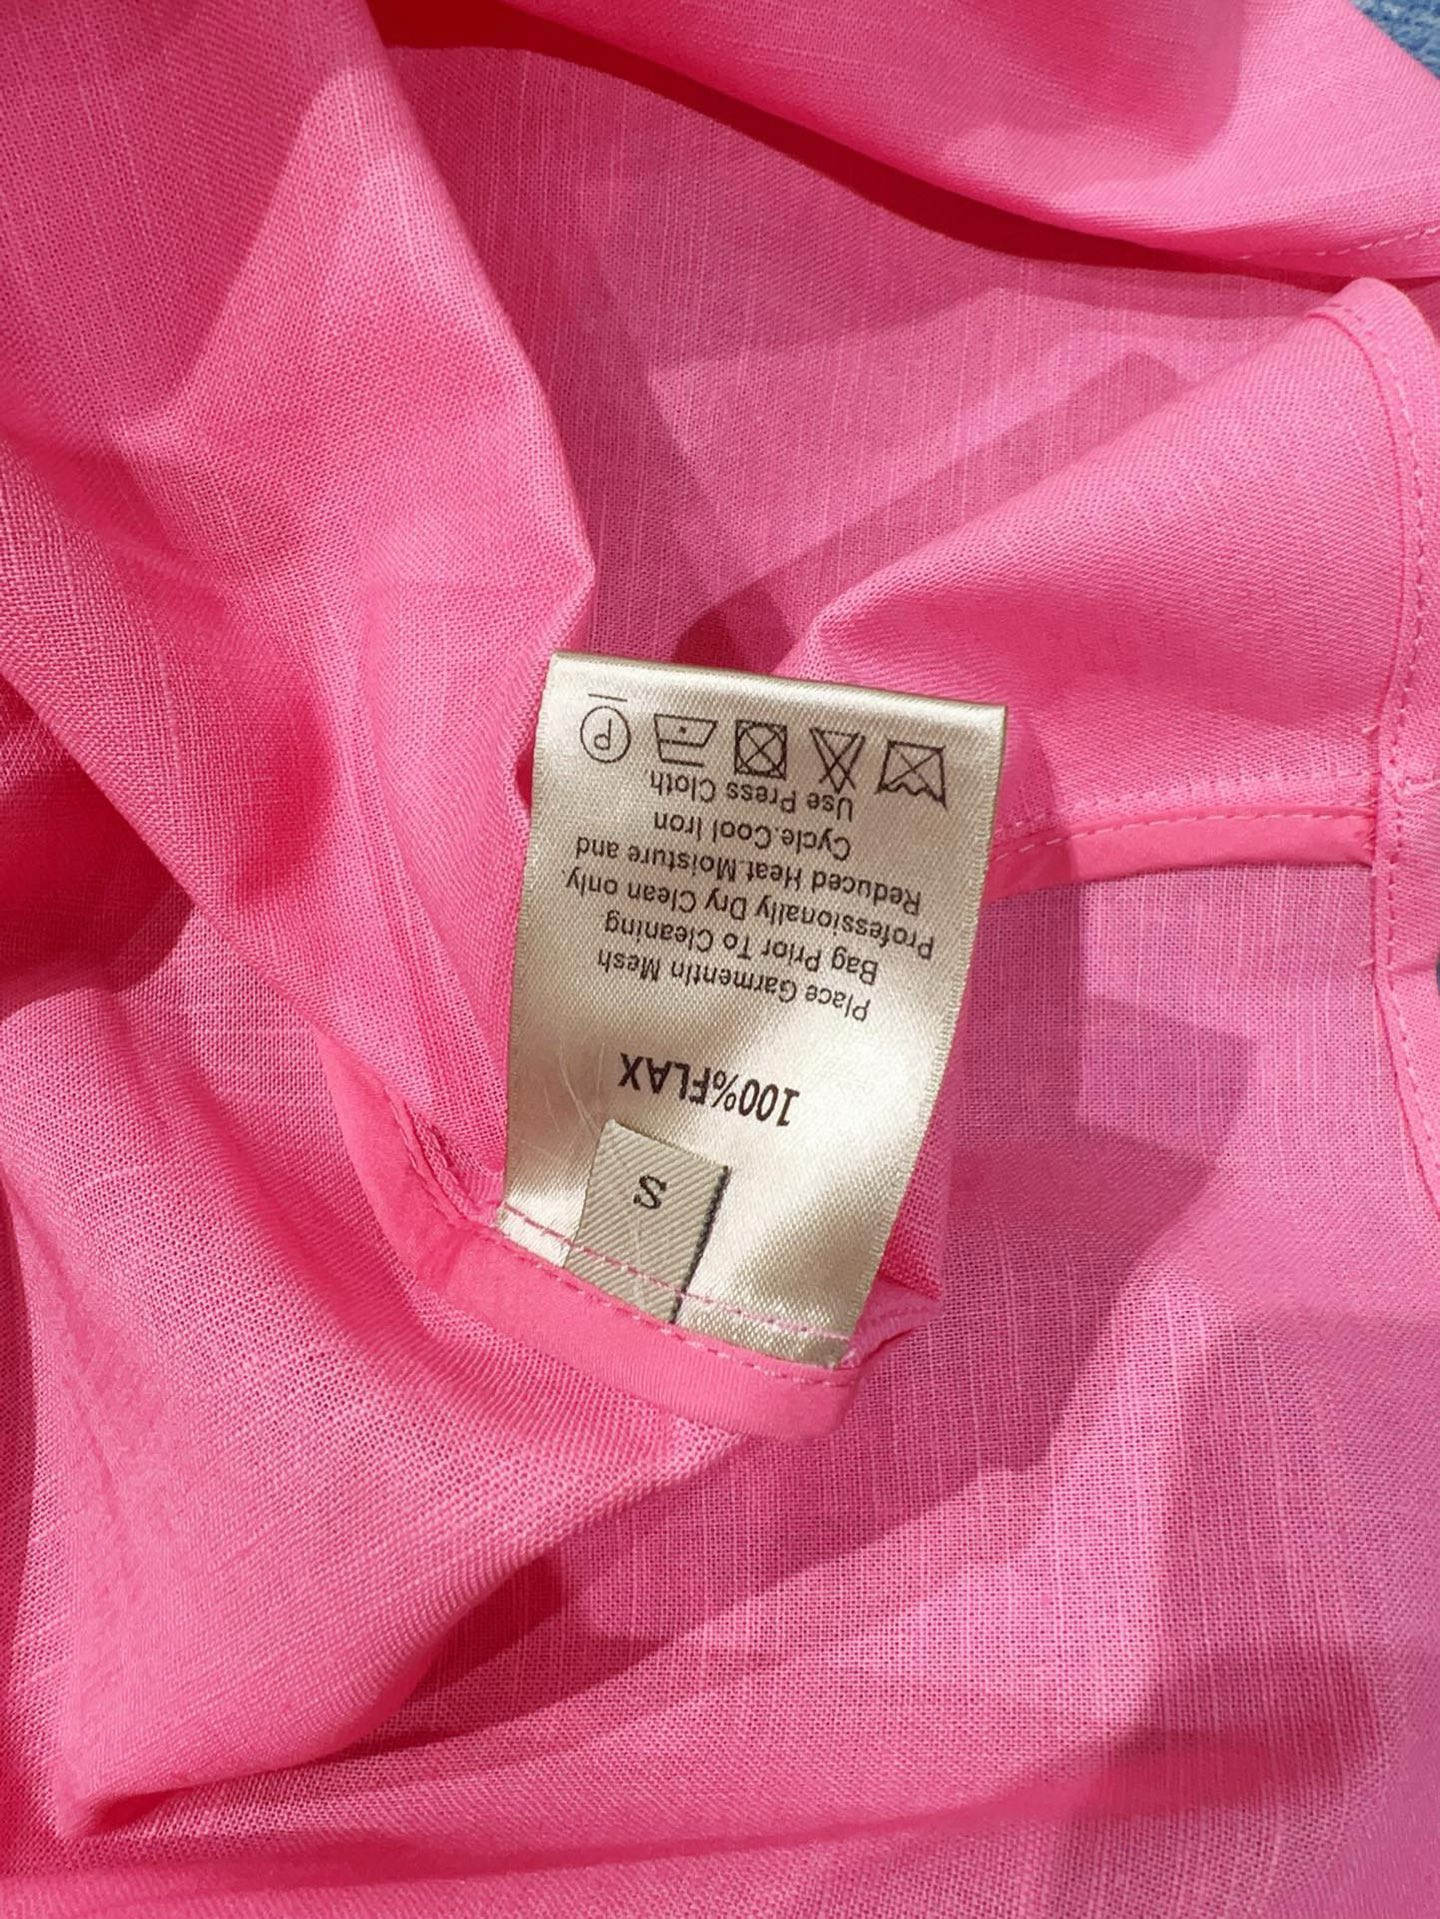 S
100%FLAX
Place Garmentin Mesh
Bag Prior To Cleaning
Professionally Dry Clean only.
Reduced Heat.Moisture and
Cycle.Cool Iron
Use Press Cloth
P